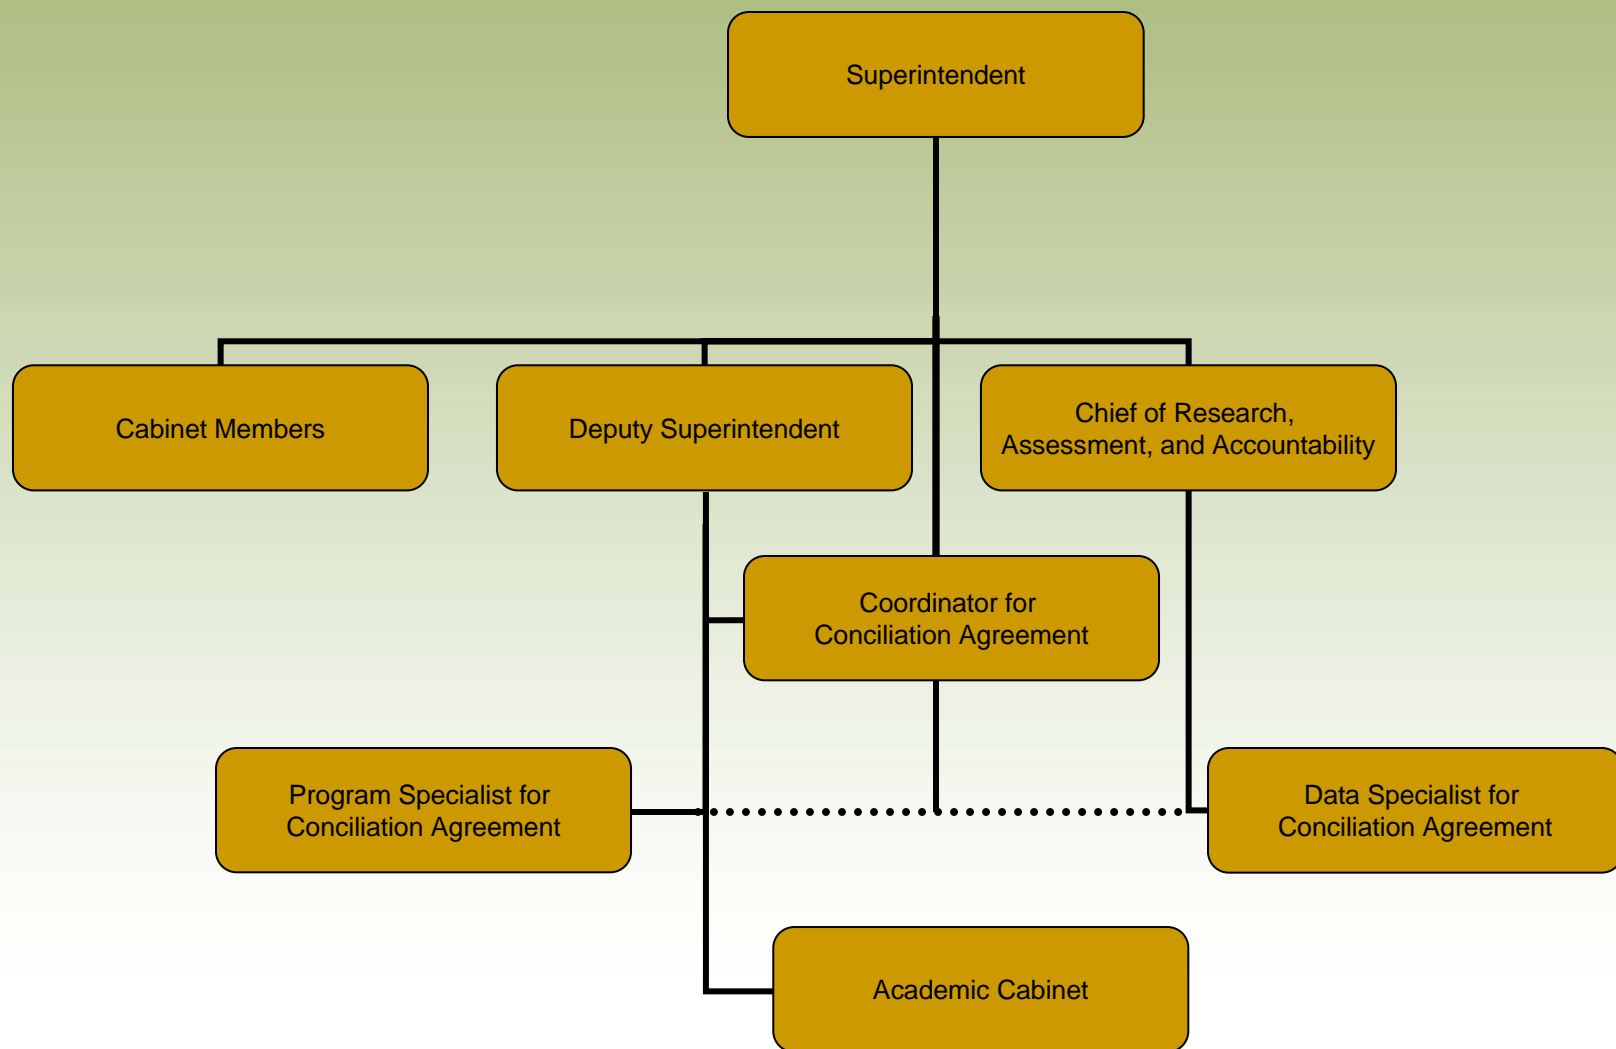 Superintendent
Cabinet Members
Deputy Superintendent
Chief of Research,
Assessment, and Accountability
Coordinator for
Conciliation Agreement
Program Specialist for
Conciliation Agreement
Data Specialist for
Conciliation Agreement
Academic Cabinet